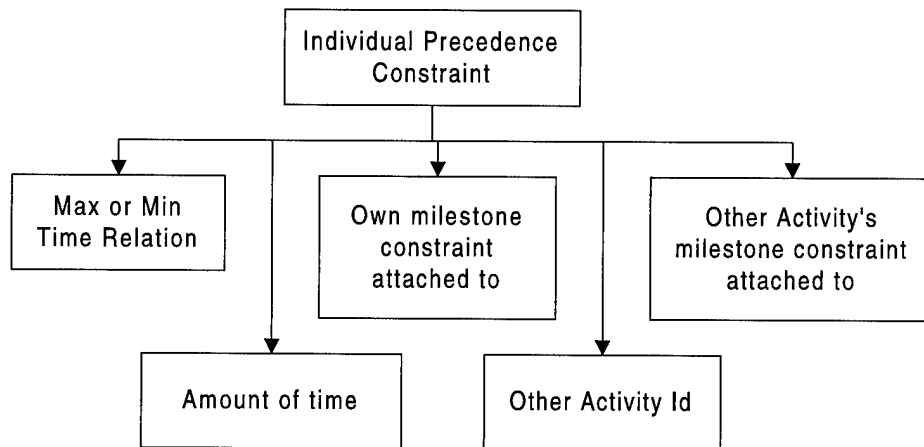 Individual Precedence
Constraint
Max or Min
Time Relation
Own milestone
constraint
attached to
Other Activity's
milestone constraint
attached to
Amount of time
Other Activity Id